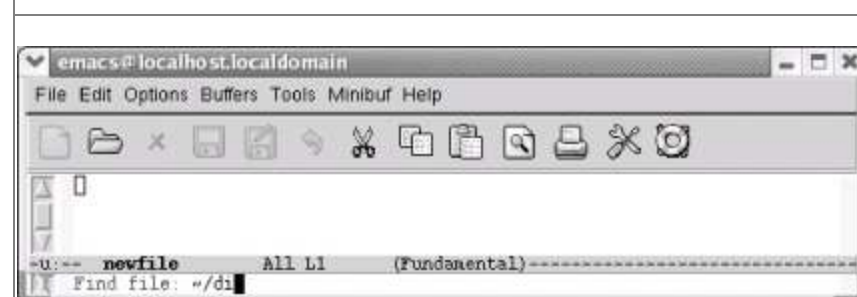 emacs@localhost.localdomain
File Edit Options Buffers Tools Minibuf Help
-u:-- newfile All L1 (Fundamental)--------------------------------
Find file: ~/di